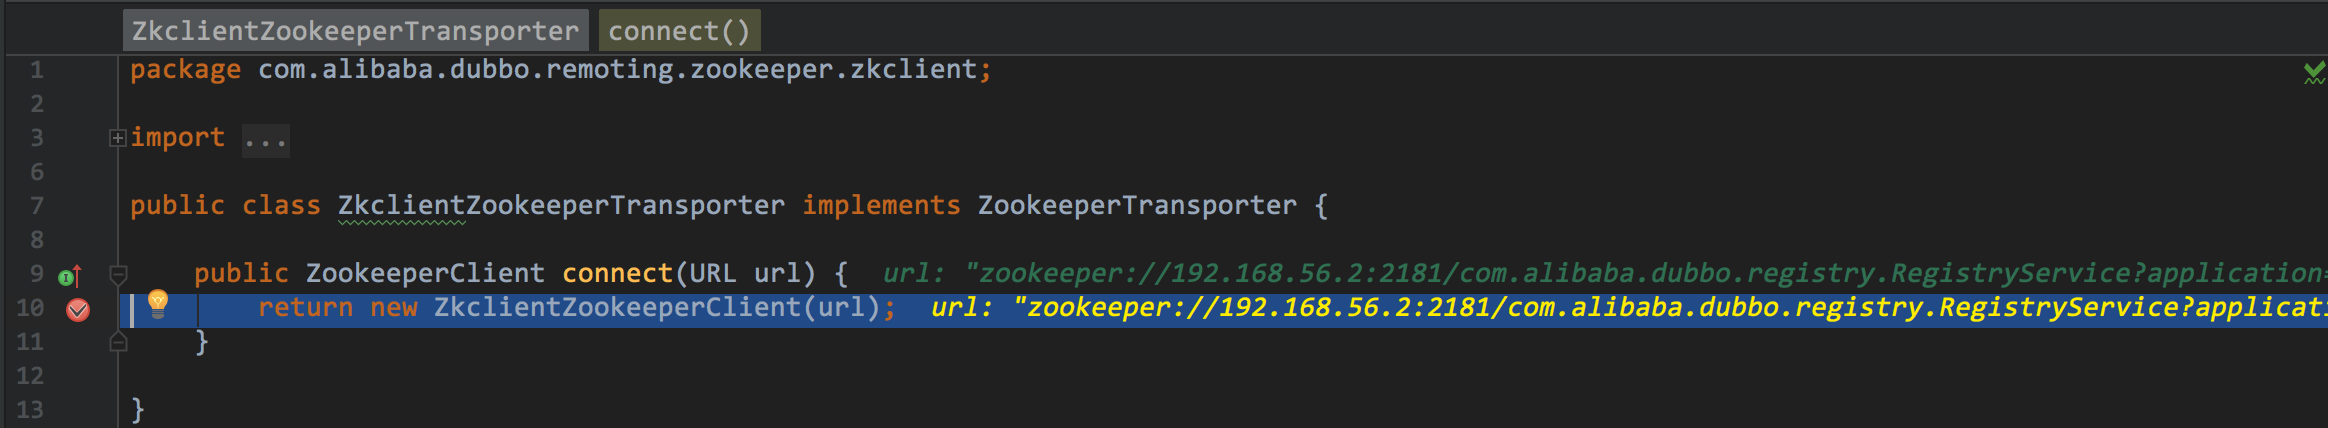 ZkclientZookeeperTransporter connect()
1 package com.alibaba.dubbo.remoting.zookeeper.zkclient;
2
3 import ...
6
7 public class ZkclientZookeeperTransporter implements ZookeeperTransporter {
8
9 public ZookeeperClient connect(URL url) { url: "zookeeper://192.168.56.2:2181/com.alibaba.dubbo.registry.RegistryService?application=
10 return new ZkclientZookeeperClient(url); url: "zookeeper://192.168.56.2:2181/com.alibaba.dubbo.registry.RegistryService?applicati
11 }
12
13 }